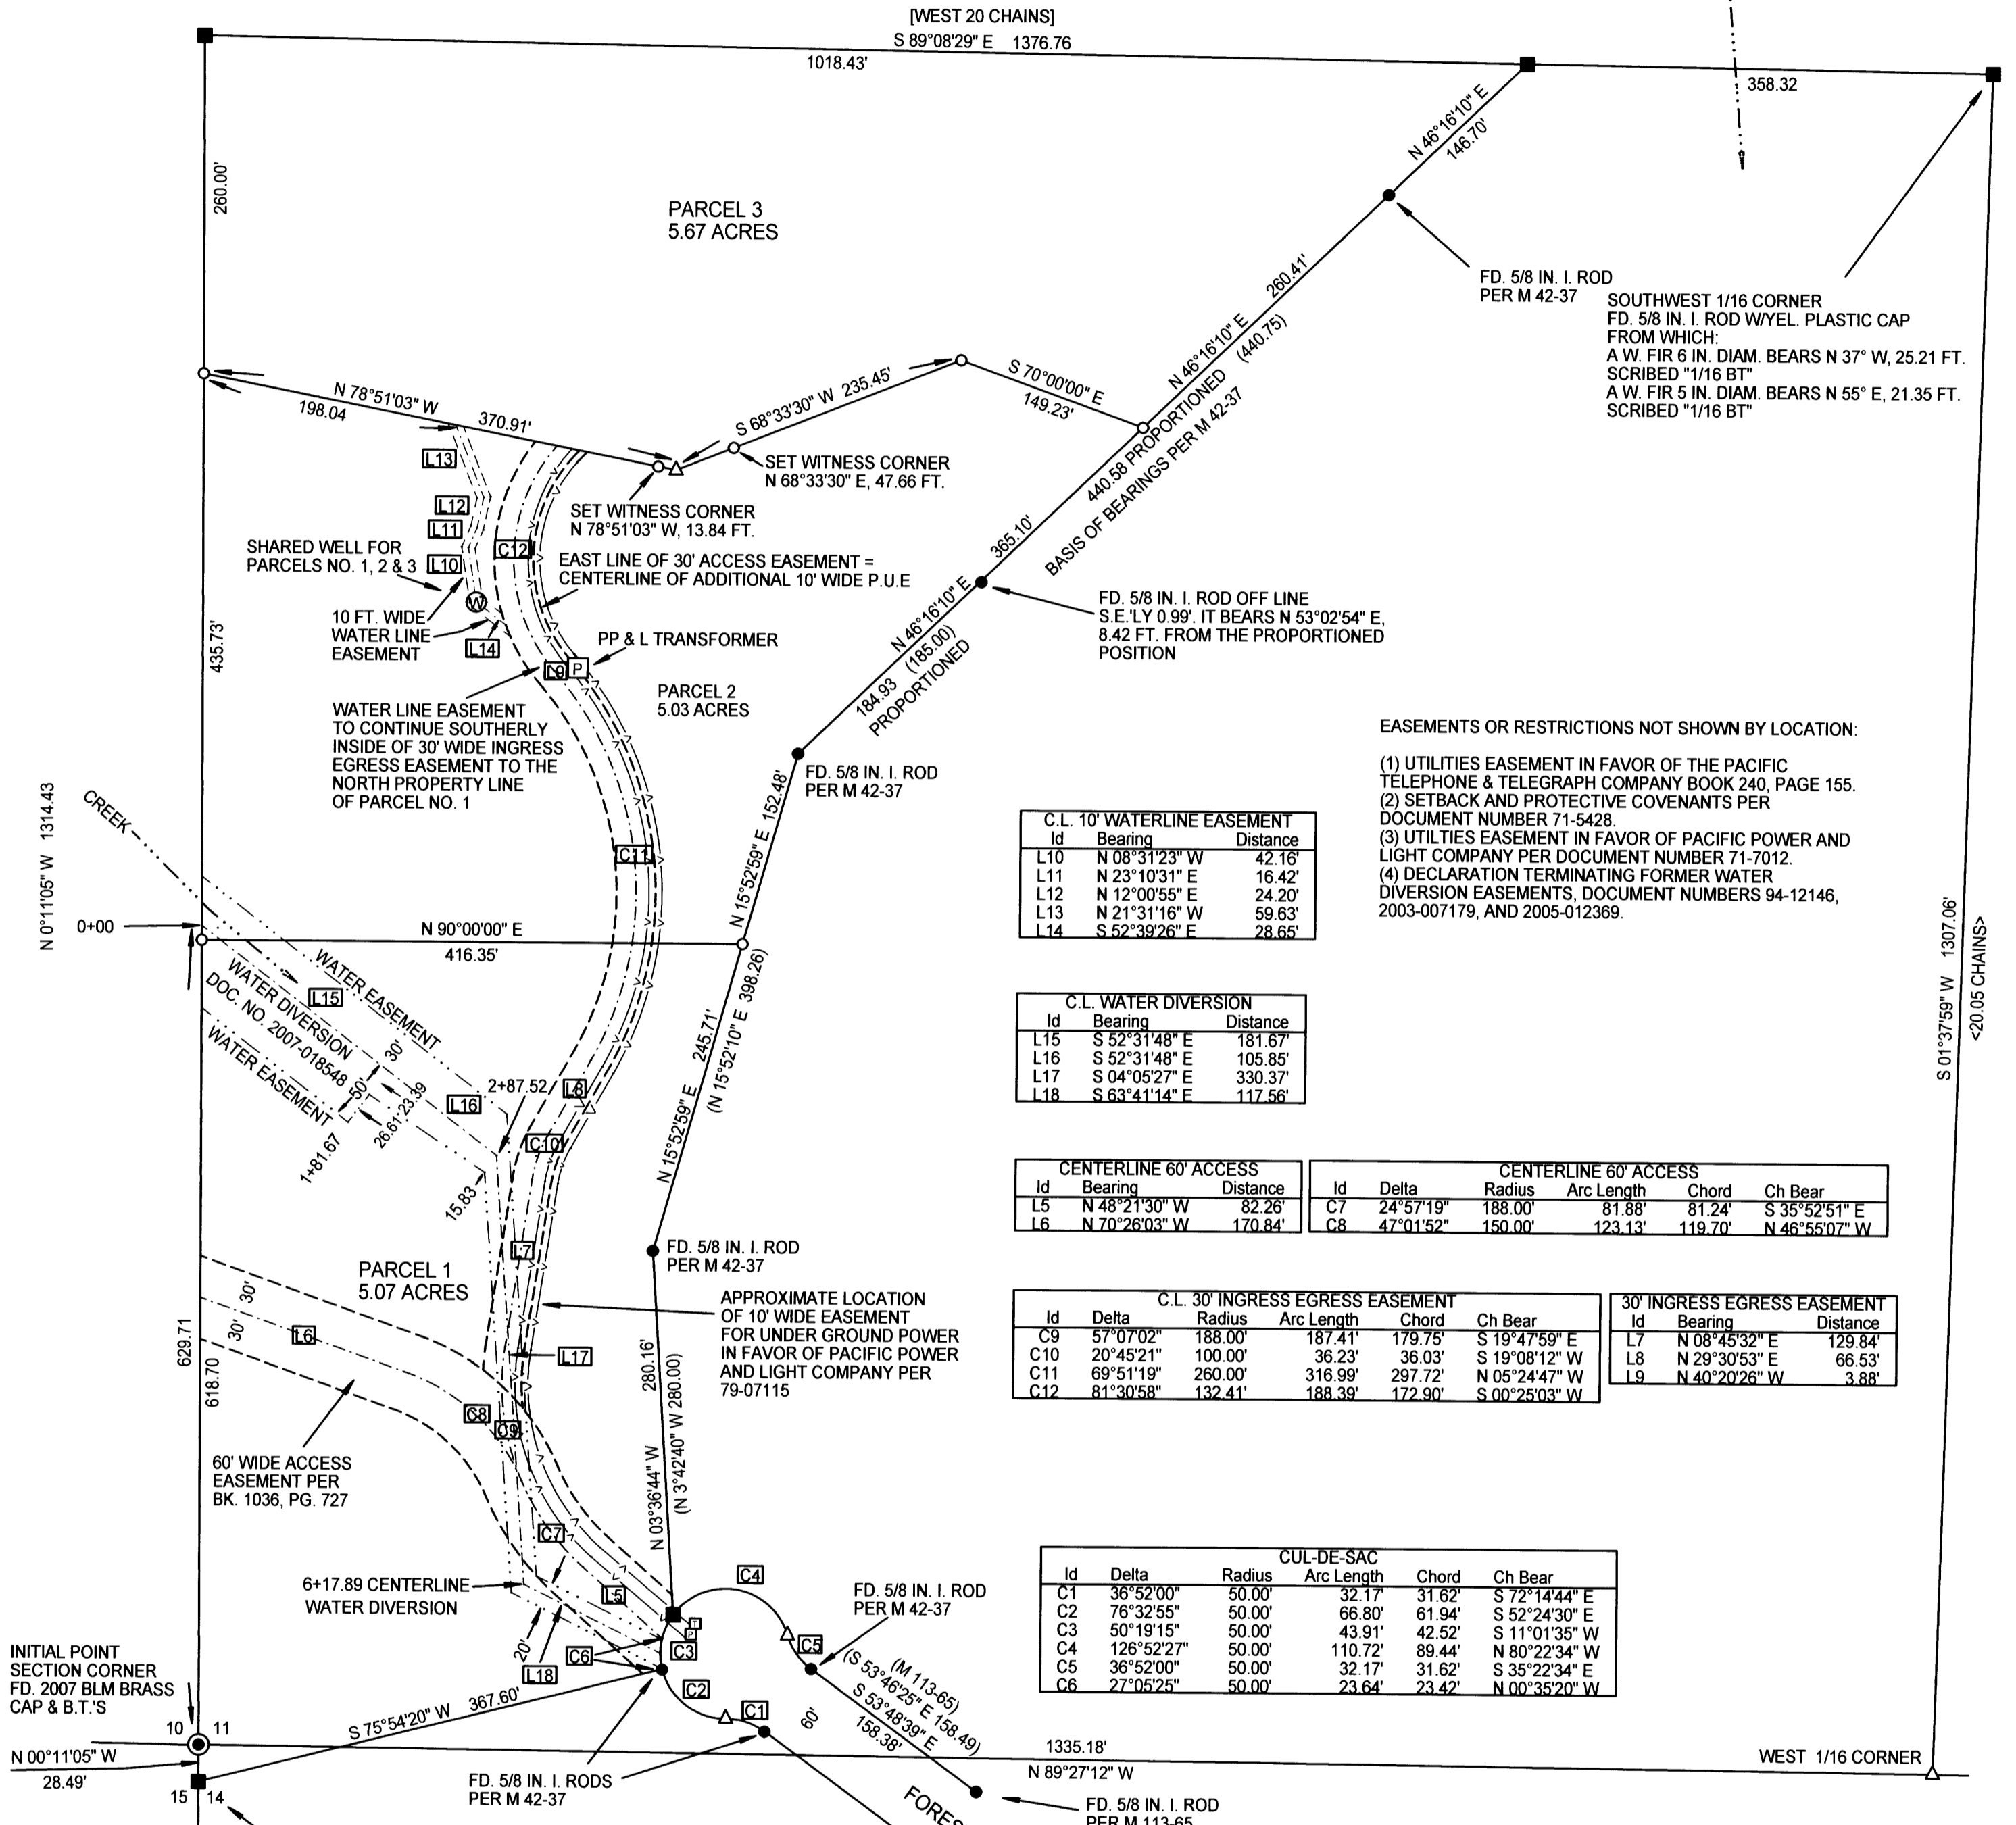 [WEST 20 CHAINS]
S 89°08'29" E 1376.76
1018.43'
358.32
260.00'
N 46°16'10" E
146.70'
PARCEL 3
5.67 ACRES
FD. 5/8 IN. I. ROD
PER M 42-37
SOUTHWEST 1/16 CORNER
FD. 5/8 IN. I. ROD W/YEL. PLASTIC CAP
FROM WHICH:
A W. FIR 6 IN. DIAM. BEARS N 37° W, 25.21 FT.
SCRIBED "1/16 BT"
A W. FIR 5 IN. DIAM. BEARS N 55° E, 21.35 FT.
SCRIBED "1/16 BT"
N 46°16'10" E 260.41'
440.58 PROPORTIONED (440.75)
BASIS OF BEARINGS PER M 42-37
N 78°51'03" W
198.04
370.91'
S 68°33'30" W 235.45'
S 70°00'00" E
149.23'
SET WITNESS CORNER
N 68°33'30" E, 47.66 FT.
SET WITNESS CORNER
N 78°51'03" W, 13.84 FT.
L13
L12
L11
L10
C12
SHARED WELL FOR
PARCELS NO. 1, 2 & 3
EAST LINE OF 30' ACCESS EASEMENT =
CENTERLINE OF ADDITIONAL 10' WIDE P.U.E
W
10 FT. WIDE
WATER LINE
EASEMENT
L14
L9
P
PP & L TRANSFORMER
365.10'
N 46°16'10" E
184.93 (185.00)
PROPORTIONED
FD. 5/8 IN. I. ROD OFF LINE
S.E.'LY 0.99'. IT BEARS N 53°02'54" E,
8.42 FT. FROM THE PROPORTIONED
POSITION
435.73'
PARCEL 2
5.03 ACRES
WATER LINE EASEMENT
TO CONTINUE SOUTHERLY
INSIDE OF 30' WIDE INGRESS
EGRESS EASEMENT TO THE
NORTH PROPERTY LINE
OF PARCEL NO. 1
FD. 5/8 IN. I. ROD
PER M 42-37
EASEMENTS OR RESTRICTIONS NOT SHOWN BY LOCATION:
(1) UTILITIES EASEMENT IN FAVOR OF THE PACIFIC
TELEPHONE & TELEGRAPH COMPANY BOOK 240, PAGE 155.
(2) SETBACK AND PROTECTIVE COVENANTS PER
DOCUMENT NUMBER 71-5428.
(3) UTILTIES EASEMENT IN FAVOR OF PACIFIC POWER AND
LIGHT COMPANY PER DOCUMENT NUMBER 71-7012.
(4) DECLARATION TERMINATING FORMER WATER
DIVERSION EASEMENTS, DOCUMENT NUMBERS 94-12146,
2003-007179, AND 2005-012369.
N 0°11'05" W 1314.43
CREEK
0+00
N 15°52'59" E 152.48'
C11
N 90°00'00" E
416.35'
C.L. 10' WATERLINE EASEMENT
Id Bearing Distance
L10 N 08°31'23" W 42.16'
L11 N 23°10'31" E 16.42'
L12 N 12°00'55" E 24.20'
L13 N 21°31'16" W 59.63'
L14 S 52°39'26" E 28.65'
S 01°37'59" W 1307.06'
<20.05 CHAINS>
WATER EASEMENT
L15
WATER DIVERSION
DOC. NO. 2007-018548
WATER EASEMENT
30'
50'
26.61'
23.39
1+81.67
2+87.52
L16
15.83
L8
C10
N 15°52'59" E 245.71'
(N 15°52'10" E 398.26)
C.L. WATER DIVERSION
Id Bearing Distance
L15 S 52°31'48" E 181.67'
L16 S 52°31'48" E 105.85'
L17 S 04°05'27" E 330.37'
L18 S 63°41'14" E 117.56'
CENTERLINE 60' ACCESS
Id Bearing Distance
L5 N 48°21'30" W 82.26'
L6 N 70°26'03" W 170.84'
CENTERLINE 60' ACCESS
Id Delta Radius Arc Length Chord Ch Bear
C7 24°57'19" 188.00' 81.88' 81.24' S 35°52'51" E
C8 47°01'52" 150.00' 123.13' 119.70' N 46°55'07" W
L7
FD. 5/8 IN. I. ROD
PER M 42-37
PARCEL 1
5.07 ACRES
30'
30'
L6
629.71
618.70
APPROXIMATE LOCATION
OF 10' WIDE EASEMENT
FOR UNDER GROUND POWER
IN FAVOR OF PACIFIC POWER
AND LIGHT COMPANY PER
79-07115
L17
C.L. 30' INGRESS EGRESS EASEMENT
Id Delta Radius Arc Length Chord Ch Bear
C9 57°07'02" 188.00' 187.41' 179.75' S 19°47'59" E
C10 20°45'21" 100.00' 36.23' 36.03' S 19°08'12" W
C11 69°51'19" 260.00' 316.99' 297.72' N 05°24'47" W
C12 81°30'58" 132.41' 188.39' 172.90' S 00°25'03" W
30' INGRESS EGRESS EASEMENT
Id Bearing Distance
L7 N 08°45'32" E 129.84'
L8 N 29°30'53" E 66.53'
L9 N 40°20'26" W 3.88'
C8
C9
N 03°36'44" W 280.16'
(N 3°42'40" W 280.00)
60' WIDE ACCESS
EASEMENT PER
BK. 1036, PG. 727
C7
L5
C4
6+17.89 CENTERLINE
WATER DIVERSION
20'
L18
C6
C3
T
P
C5
C2
C1
FD. 5/8 IN. I. ROD
PER M 42-37
CUL-DE-SAC
Id Delta Radius Arc Length Chord Ch Bear
C1 36°52'00" 50.00' 32.17' 31.62' S 72°14'44" E
C2 76°32'55" 50.00' 66.80' 61.94' S 52°24'30" E
C3 50°19'15" 50.00' 43.91' 42.52' S 11°01'35" W
C4 126°52'27" 50.00' 110.72' 89.44' N 80°22'34" W
C5 36°52'00" 50.00' 32.17' 31.62' S 35°22'34" E
C6 27°05'25" 50.00' 23.64' 23.42' N 00°35'20" W
INITIAL POINT
SECTION CORNER
FD. 2007 BLM BRASS
CAP & B.T.'S
S 75°54'20" W 367.60'
60'
(M 113-65)
(S 53°46'25" E 158.49)
S 53°48'39" E
158.38'
10 11
N 00°11'05" W
28.49'
15 14
1335.18'
N 89°27'12" W
WEST 1/16 CORNER
FD. 5/8 IN. I. RODS
PER M 42-37
FD. 5/8 IN. I. ROD
PER M 113-65
FORES